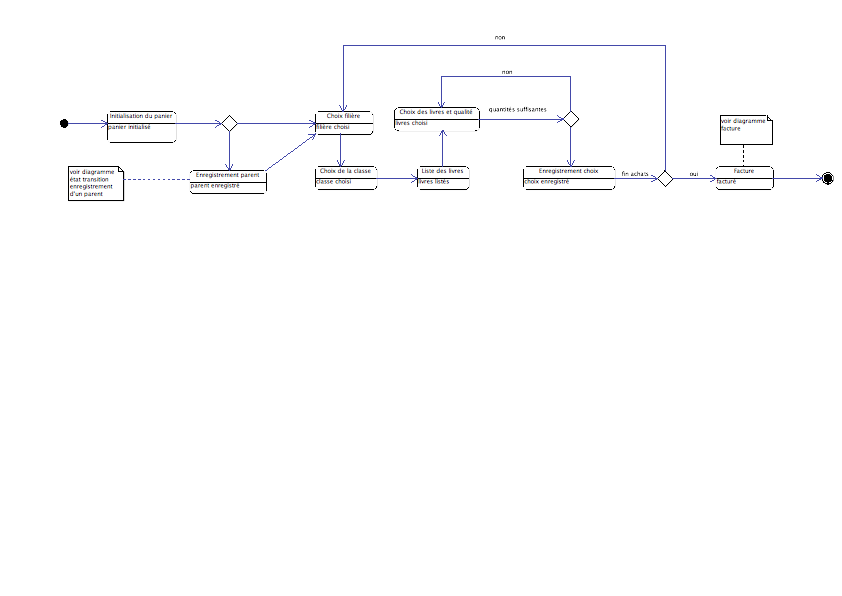 non
non
Initialisation du panier
panier initialisé
Choix filière
filière choisi
Choix des livres et qualité
livres choisi
quantités suffisantes
voir diagramme
facture
voir diagramme
état transition
enregistrement
d'un parent
Enregistrement parent
parent enregistré
Choix de la classe
classe choisi
Liste des livres
livres listés
Enregistrement choix
choix enregistré
fin achats
oui
Facture
facturé